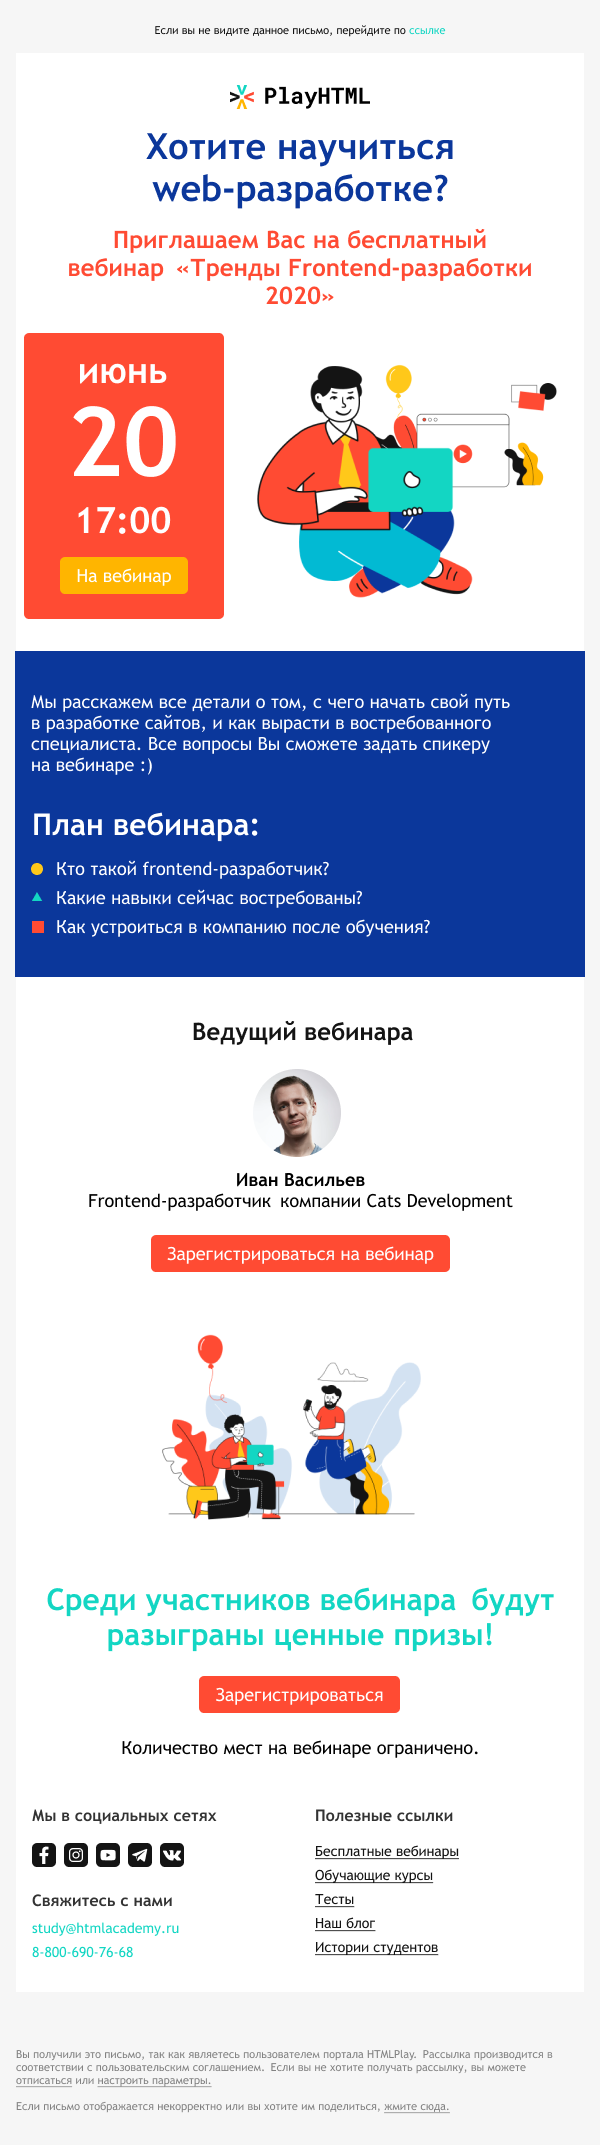 Если вы не видите данное письмо, перейдите по ссылке
PlayHTML
Хотите научиться
web-разработке?
Приглашаем Вас на бесплатный
вебинар «Тренды Frontend-разработки
2020»
июнь
20
17:00
На вебинар
Мы расскажем все детали о том, с чего начать свой путь
в разработке сайтов, и как вырасти в востребованного
специалиста. Все вопросы Вы сможете задать спикеру
на вебинаре :)
План вебинара:
Кто такой frontend-разработчик?
Какие навыки сейчас востребованы?
Как устроиться в компанию после обучения?
Ведущий вебинара
Иван Васильев
Frontend-разработчик компании Cats Development
Зарегистрироваться на вебинар
Среди участников вебинара будут
разыграны ценные призы!
Зарегистрироваться
Количество мест на вебинаре ограничено.
Мы в социальных сетях
Свяжитесь с нами
study@htmlacademy.ru
8-800-690-76-68
Полезные ссылки
Бесплатные вебинары
Обучающие курсы
Тесты
Наш блог
Истории студентов
Вы получили это письмо, так как являетесь пользователем портала HTMLPlay. Рассылка производится в
соответствии с пользовательским соглашением. Если вы не хотите получать рассылку, вы можете
отписаться или настроить параметры.
Если письмо отображается некорректно или вы хотите им поделиться, жмите сюда.